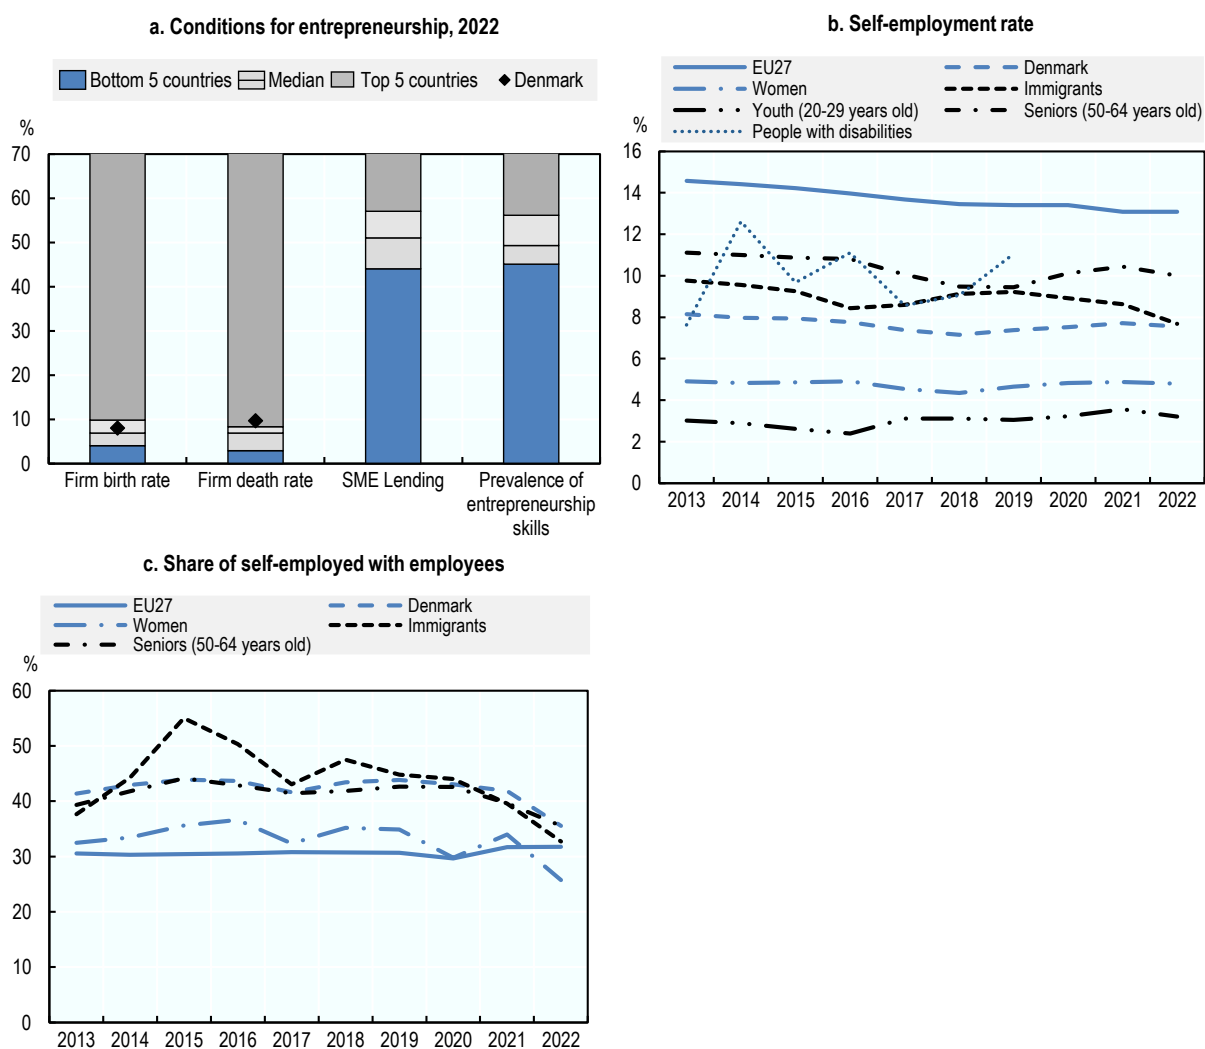 a. Conditions for entrepreneurship, 2022
Bottom 5 countries Median Top 5 countries Denmark
%
70
60
50
40
30
20
10
0
Firm birth rate Firm death rate SME Lending Prevalence of
entrepreneurship
skills
b. Self-employment rate
EU27 Denmark
Women Immigrants
Youth (20-29 years old) Seniors (50-64 years old)
People with disabilities
%
16
14
12
10
8
6
4
2
0
2013 2014 2015 2016 2017 2018 2019 2020 2021 2022
c. Share of self-employed with employees
EU27 Denmark
Women Immigrants
Seniors (50-64 years old)
%
60
50
40
30
20
10
0
2013 2014 2015 2016 2017 2018 2019 2020 2021 2022